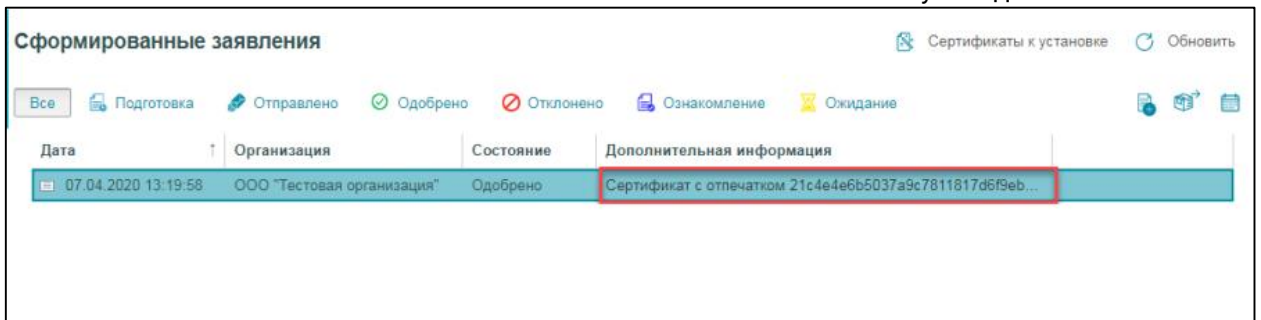 Сформированные заявления Сертификаты к установке Обновить
Все Подготовка Отправлено Одобрено Отклонено Ознакомление Ожидание
Дата ↑ Организация Состояние Дополнительная информация
07.04.2020 13:19:58 ООО "Тестовая организация" Одобрено Сертификат с отпечатком 21c4e4e6b5037a9c7811817d6f9eb...